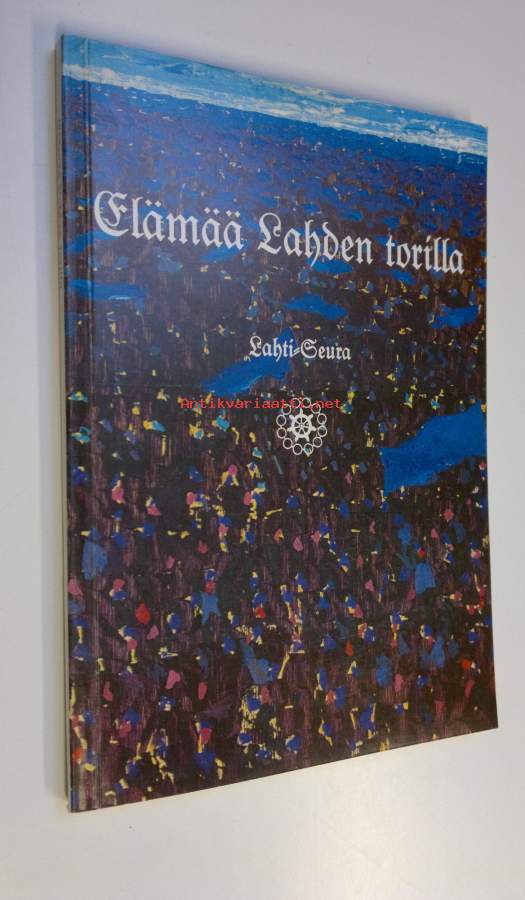 Elämää Lahden torilla
Lahti-Seura
Antikvariaatti.net